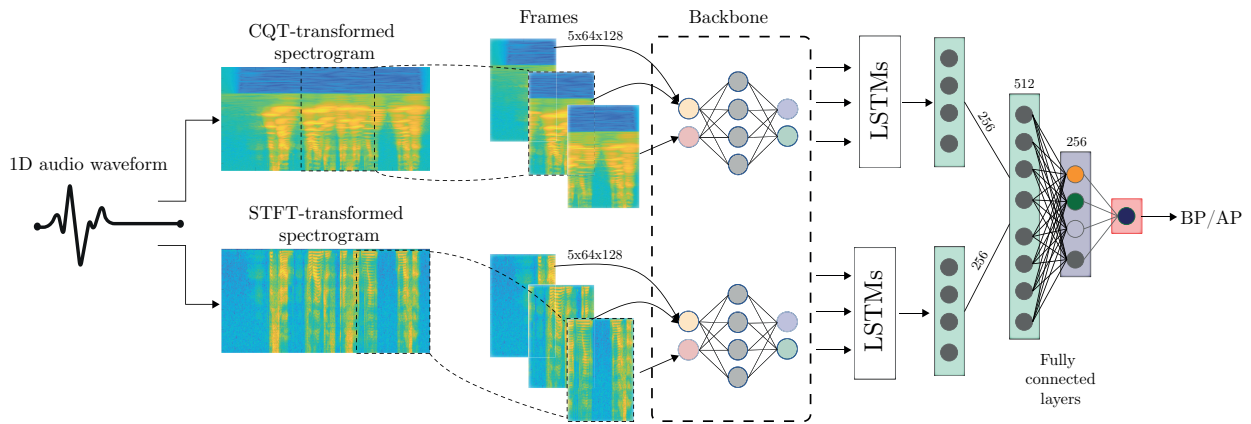 1D audio waveform
CQT-transformed
spectrogram
STFT-transformed
spectrogram
Frames
5x64x128
5x64x128
Backbone
LSTMs
LSTMs
256
256
512
256
Fully
connected
layers
BP/AP